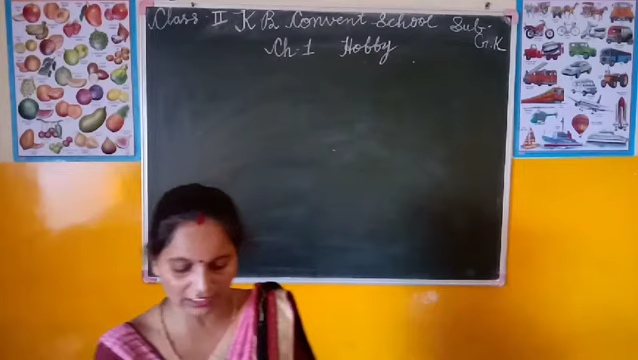 Class - II K.B. Convent School Sub-
G.K
Ch-1 Hobby